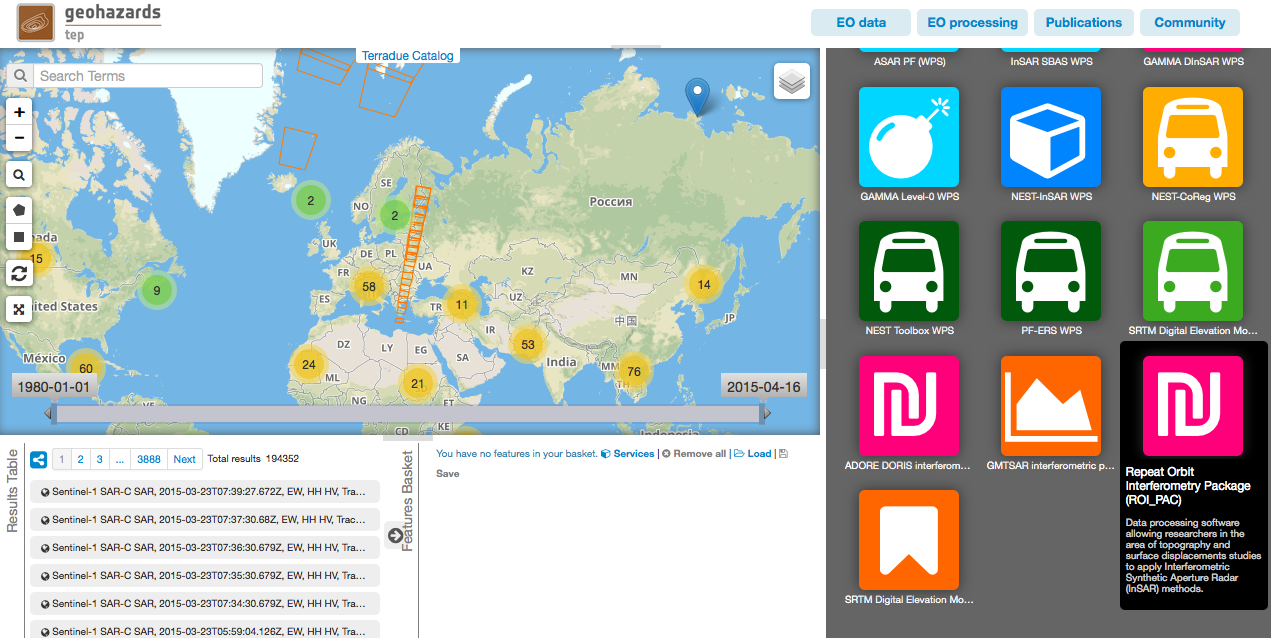 geohazards
tep
EO data
EO processing
Publications
Community
Terradue Catalog
Search Terms
+
−
SE
NO
UK
DE
PL
FR
UA
ES
TR
Россия
KZ
MN
UZ
中国
JP
IR
India
MM
TH
DZ
LY
EG
SA
ML
NG
ET
CD
KE
VE
Indonesia
nada
United States
México
2
2
15
9
58
11
14
53
76
24
21
60
1980-01-01
2015-04-16
Results Table
1
2
3
...
3888
Next
Total results 194352
Sentinel-1 SAR-C SAR, 2015-03-23T07:39:27.672Z, EW, HH HV, Tra...
Sentinel-1 SAR-C SAR, 2015-03-23T07:37:30.68Z, EW, HH HV, Trac...
Sentinel-1 SAR-C SAR, 2015-03-23T07:36:30.679Z, EW, HH HV, Tra...
Sentinel-1 SAR-C SAR, 2015-03-23T07:35:30.679Z, EW, HH HV, Tra...
Sentinel-1 SAR-C SAR, 2015-03-23T07:34:30.679Z, EW, HH HV, Tra...
Sentinel-1 SAR-C SAR, 2015-03-23T05:59:04.126Z, EW, HH HV, Tra...
Features Basket
You have no features in your basket. Services | Remove all | Load |
Save
ASAR PF (WPS)
InSAR SBAS WPS
GAMMA DInSAR WPS
GAMMA Level-0 WPS
NEST-InSAR WPS
NEST-CoReg WPS
NEST Toolbox WPS
PF-ERS WPS
SRTM Digital Elevation Mo...
ADORE DORIS interferom...
GMTSAR interferometric p...
Repeat Orbit
Interferometry Package
(ROI_PAC)
Data processing software
allowing researchers in the
area of topography and
surface displacements studies
to apply Interferometric
Synthetic Aperture Radar
(InSAR) methods.
SRTM Digital Elevation Mo...